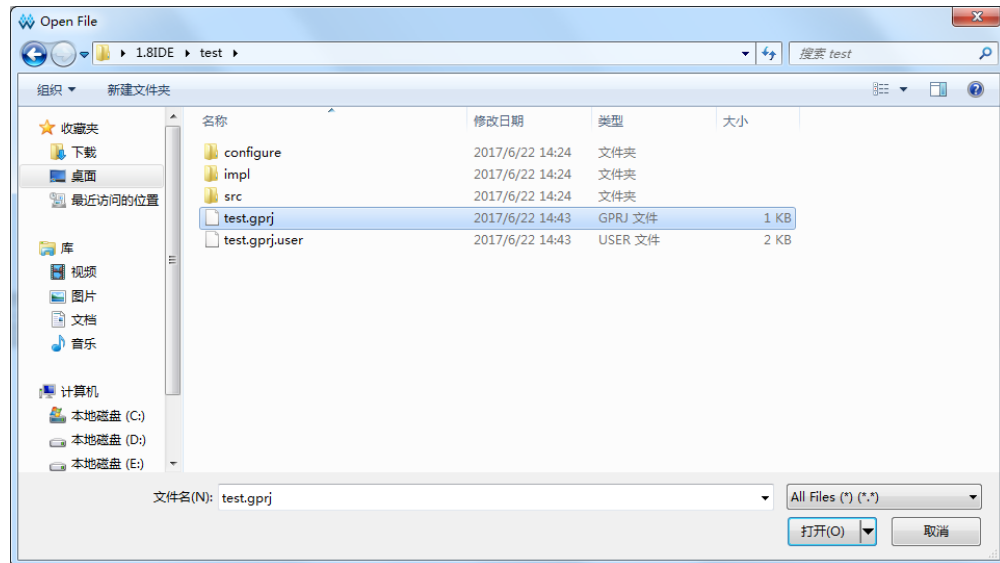 Open File
1.8IDE test
搜索 test
组织 新建文件夹
收藏夹
下载
桌面
最近访问的位置
库
视频
图片
文档
音乐
计算机
本地磁盘 (C:)
本地磁盘 (D:)
本地磁盘 (E:)
名称 修改日期 类型 大小
configure 2017/6/22 14:24 文件夹
impl 2017/6/22 14:24 文件夹
src 2017/6/22 14:24 文件夹
test.gprj 2017/6/22 14:43 GPRJ 文件 1 KB
test.gprj.user 2017/6/22 14:43 USER 文件 2 KB
文件名(N): test.gprj All Files (*) (*.*)
打开(O) 取消